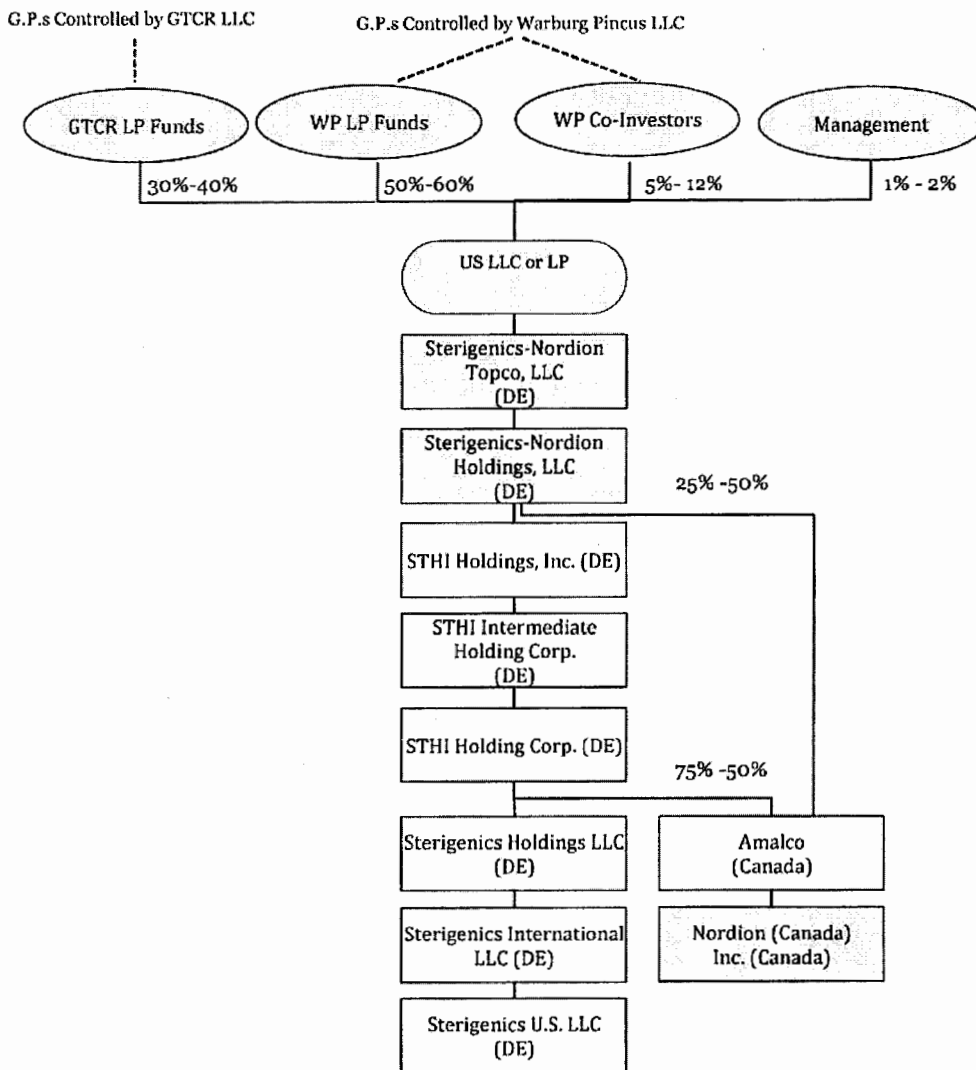 G.P.s Controlled by GTCR LLC
G.P.s Controlled by Warburg Pincus LLC
GTCR LP Funds
WP LP Funds
WP Co-Investors
Management
30%-40%
50%-60%
5%- 12%
1% - 2%
US LLC or LP
Sterigenics-Nordion
Topco, LLC
(DE)
Sterigenics-Nordion
Holdings, LLC
(DE)
25% -50%
STHI Holdings, Inc. (DE)
STHI Intermediate
Holding Corp.
(DE)
STHI Holding Corp. (DE)
75% -50%
Sterigenics Holdings LLC
(DE)
Amalco
(Canada)
Sterigenics International
LLC (DE)
Nordion (Canada)
Inc. (Canada)
Sterigenics U.S. LLC
(DE)